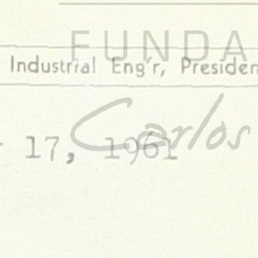 FUNDA
Industrial Eng'r, Presiden
17, 1961
Carlos